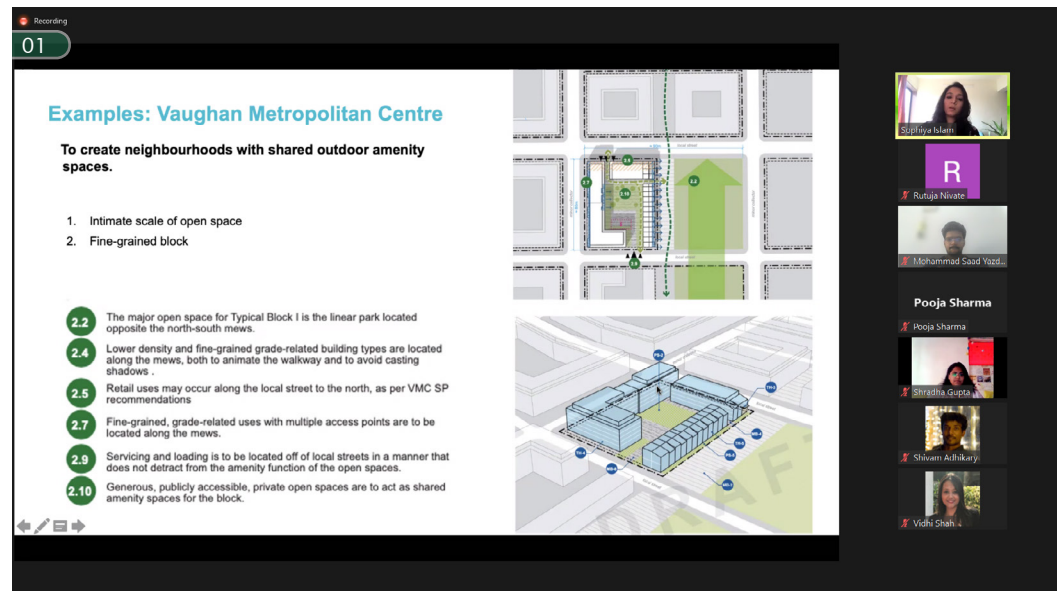 Recording
01
Examples: Vaughan Metropolitan Centre
To create neighbourhoods with shared outdoor amenity
spaces.
1. Intimate scale of open space
2. Fine-grained block
2.2 The major open space for Typical Block I is the linear park located
opposite the north-south mews.
2.4 Lower density and fine-grained grade-related building types are located
along the mews, both to animate the walkway and to avoid casting
shadows .
2.5 Retail uses may occur along the local street to the north, as per VMC SP
recommendations
2.7 Fine-grained, grade-related uses with multiple access points are to be
located along the mews.
2.9 Servicing and loading is to be located off of local streets in a manner that
does not detract from the amenity function of the open spaces.
2.10 Generous, publicly accessible, private open spaces are to act as shared
amenity spaces for the block.
2.7
2.10
2.2
2.9
DRAFT
Suphiya Islam
R
Rutuja Nivate
Mohammad Saad Yozd...
Pooja Sharma
Pooja Sharma
Shradha Gupta
Shivam Adhikary
Vidhi Shah